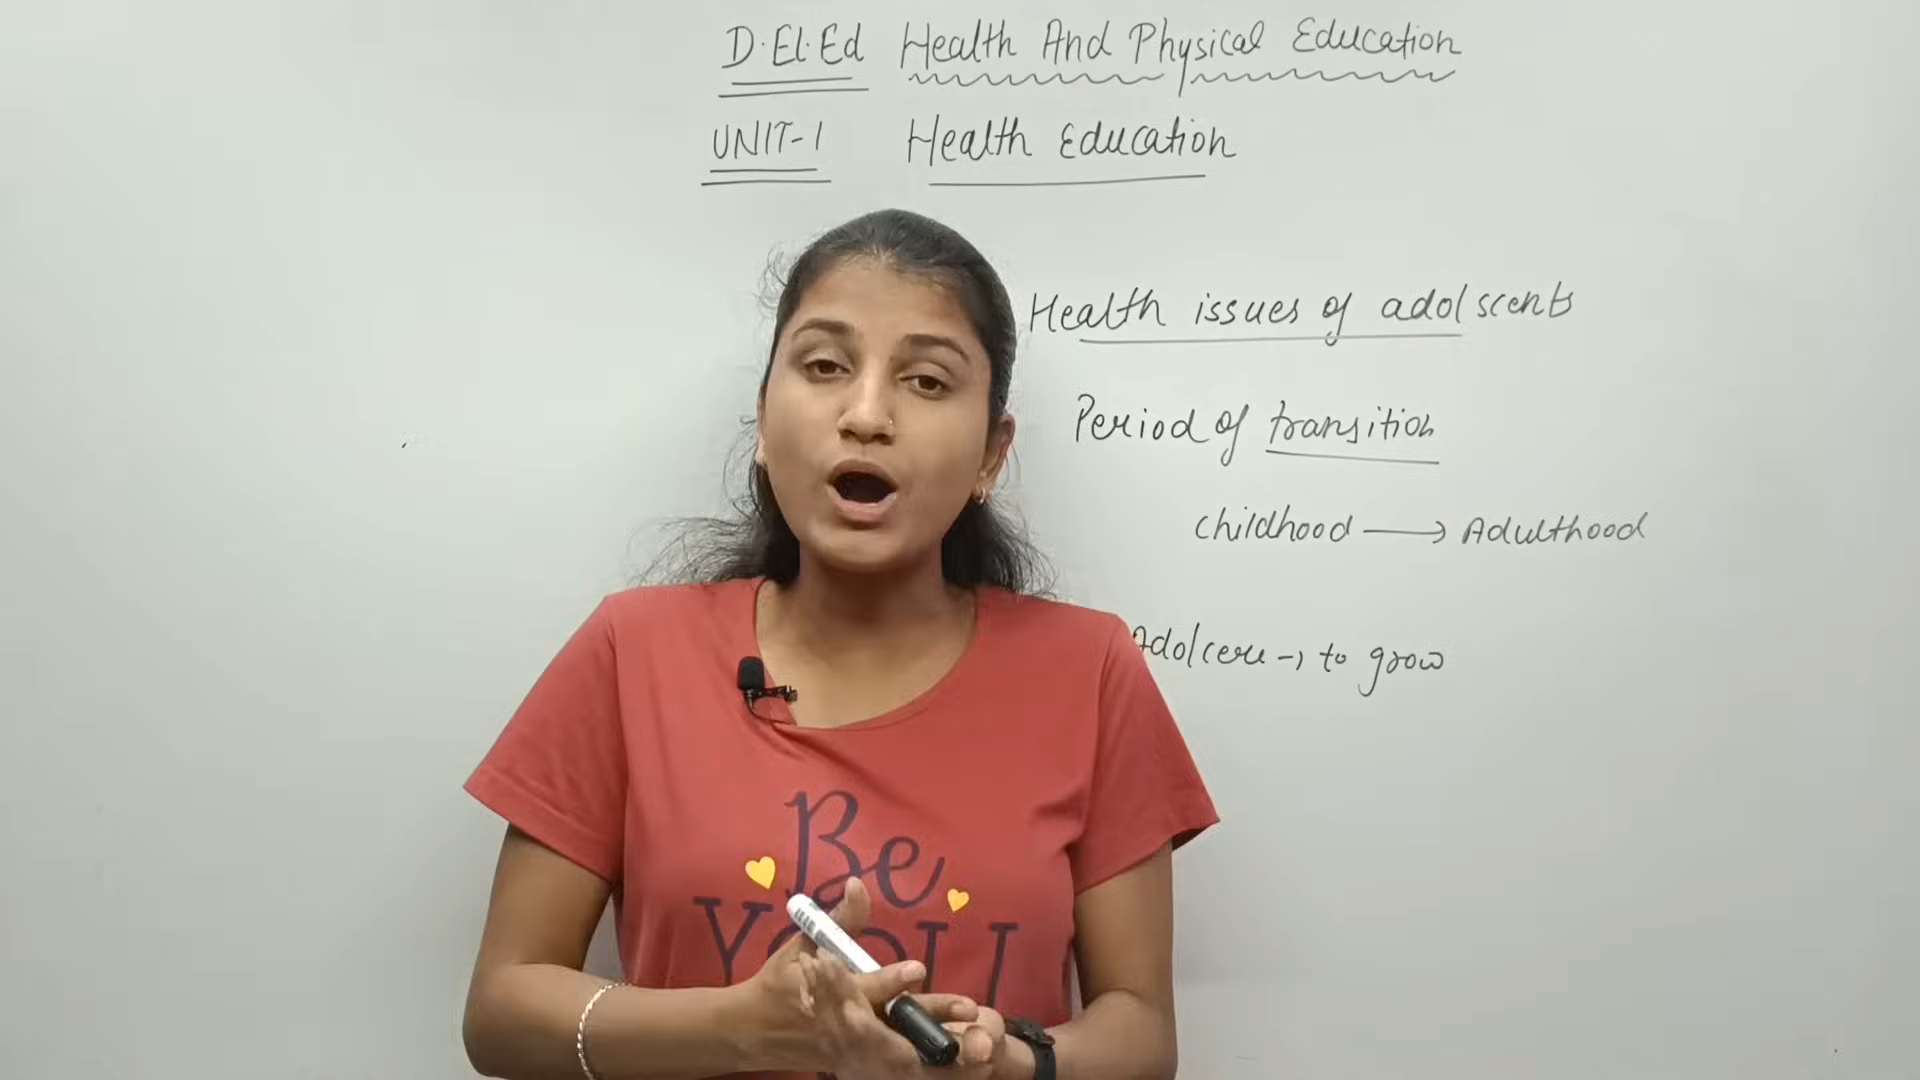 D.El.Ed Health And Physical Education
UNIT-1 Health Education
Health issues of adolscents
Period of transition
childhood → Adulthood
Adolcere → to grow
Be
YOU